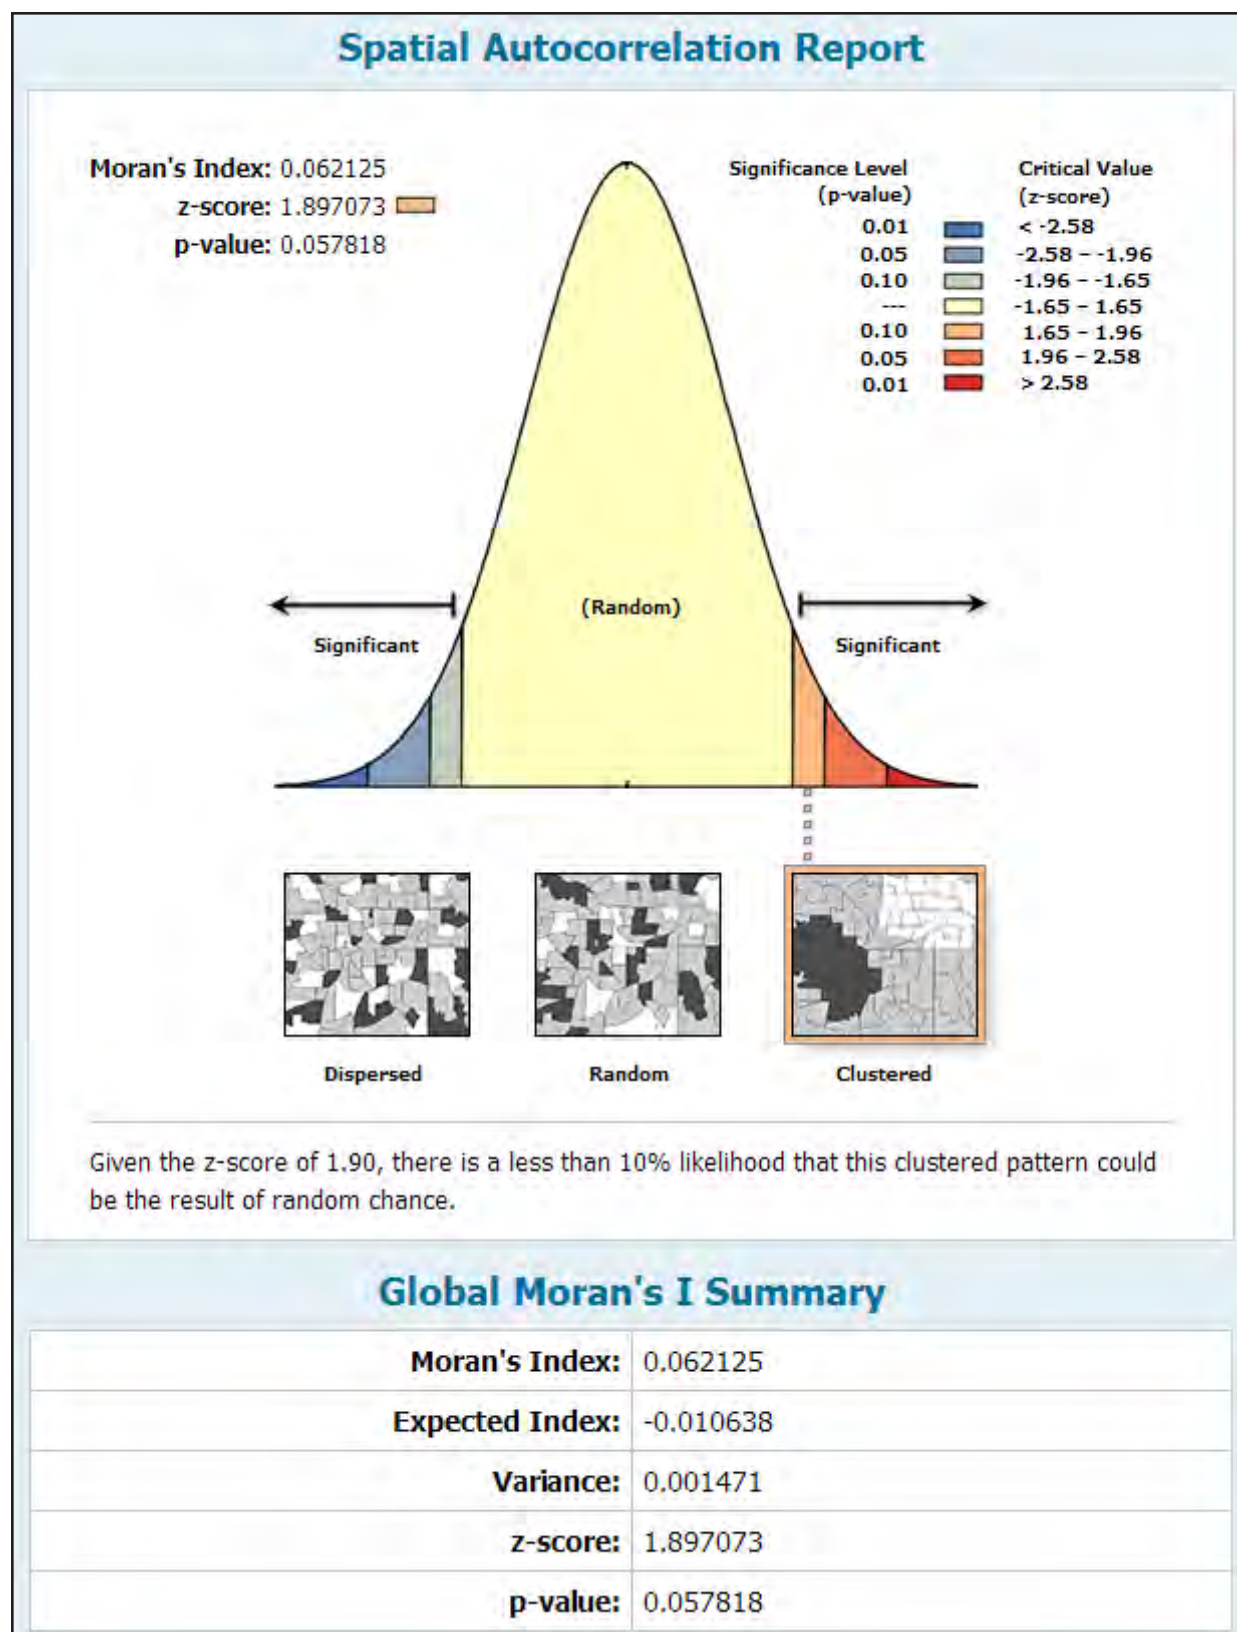 Spatial Autocorrelation Report
Moran's Index: 0.062125
z-score: 1.897073
p-value: 0.057818
Significance Level Critical Value
(p-value) (z-score)
0.01 < -2.58
0.05 -2.58 – -1.96
0.10 -1.96 – -1.65
--- -1.65 – 1.65
0.10 1.65 – 1.96
0.05 1.96 – 2.58
0.01 > 2.58
(Random)
Significant Significant
Dispersed Random Clustered
Given the z-score of 1.90, there is a less than 10% likelihood that this clustered pattern could
be the result of random chance.
Global Moran's I Summary
Moran's Index: 0.062125
Expected Index: -0.010638
Variance: 0.001471
z-score: 1.897073
p-value: 0.057818